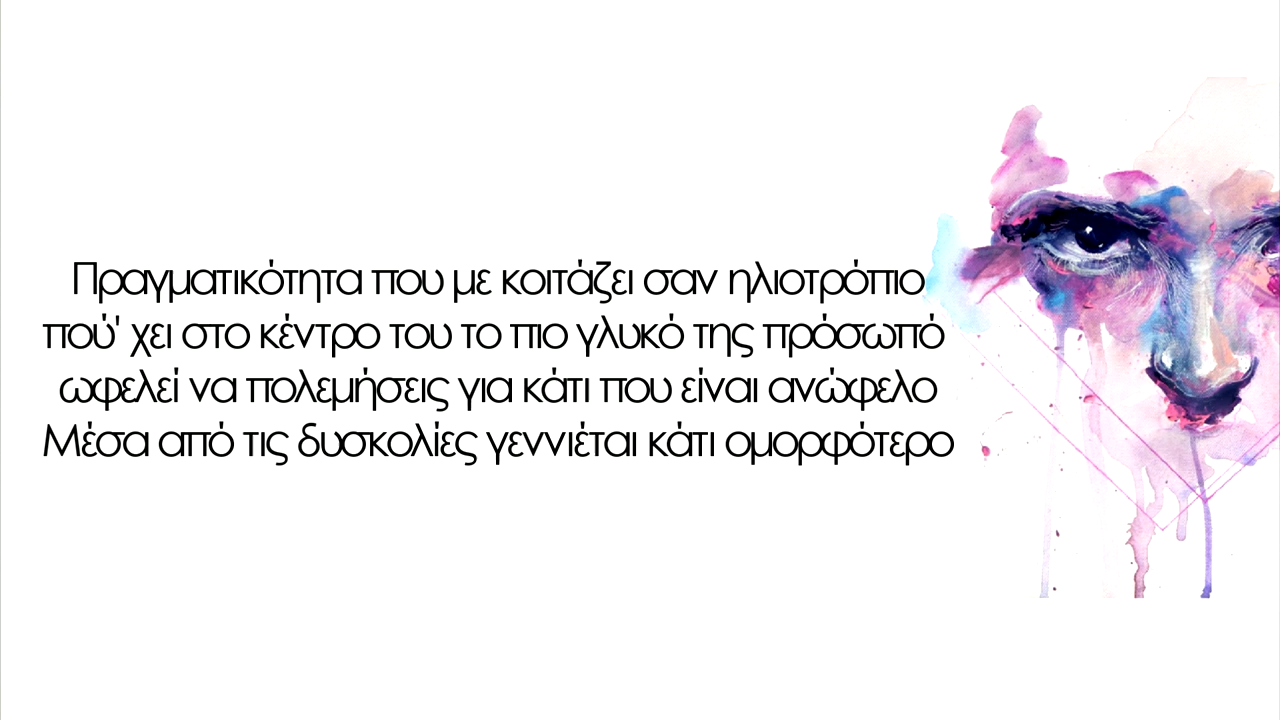 Πραγματικότητα που με κοιτάζει σαν ηλιοτρόπιο
πού' χει στο κέντρο του το πιο γλυκό της πρόσωπό
ωφελεί να πολεμήσεις για κάτι που είναι ανώφελο
Μέσα από τις δυσκολίες γεννιέται κάτι ομορφότερο